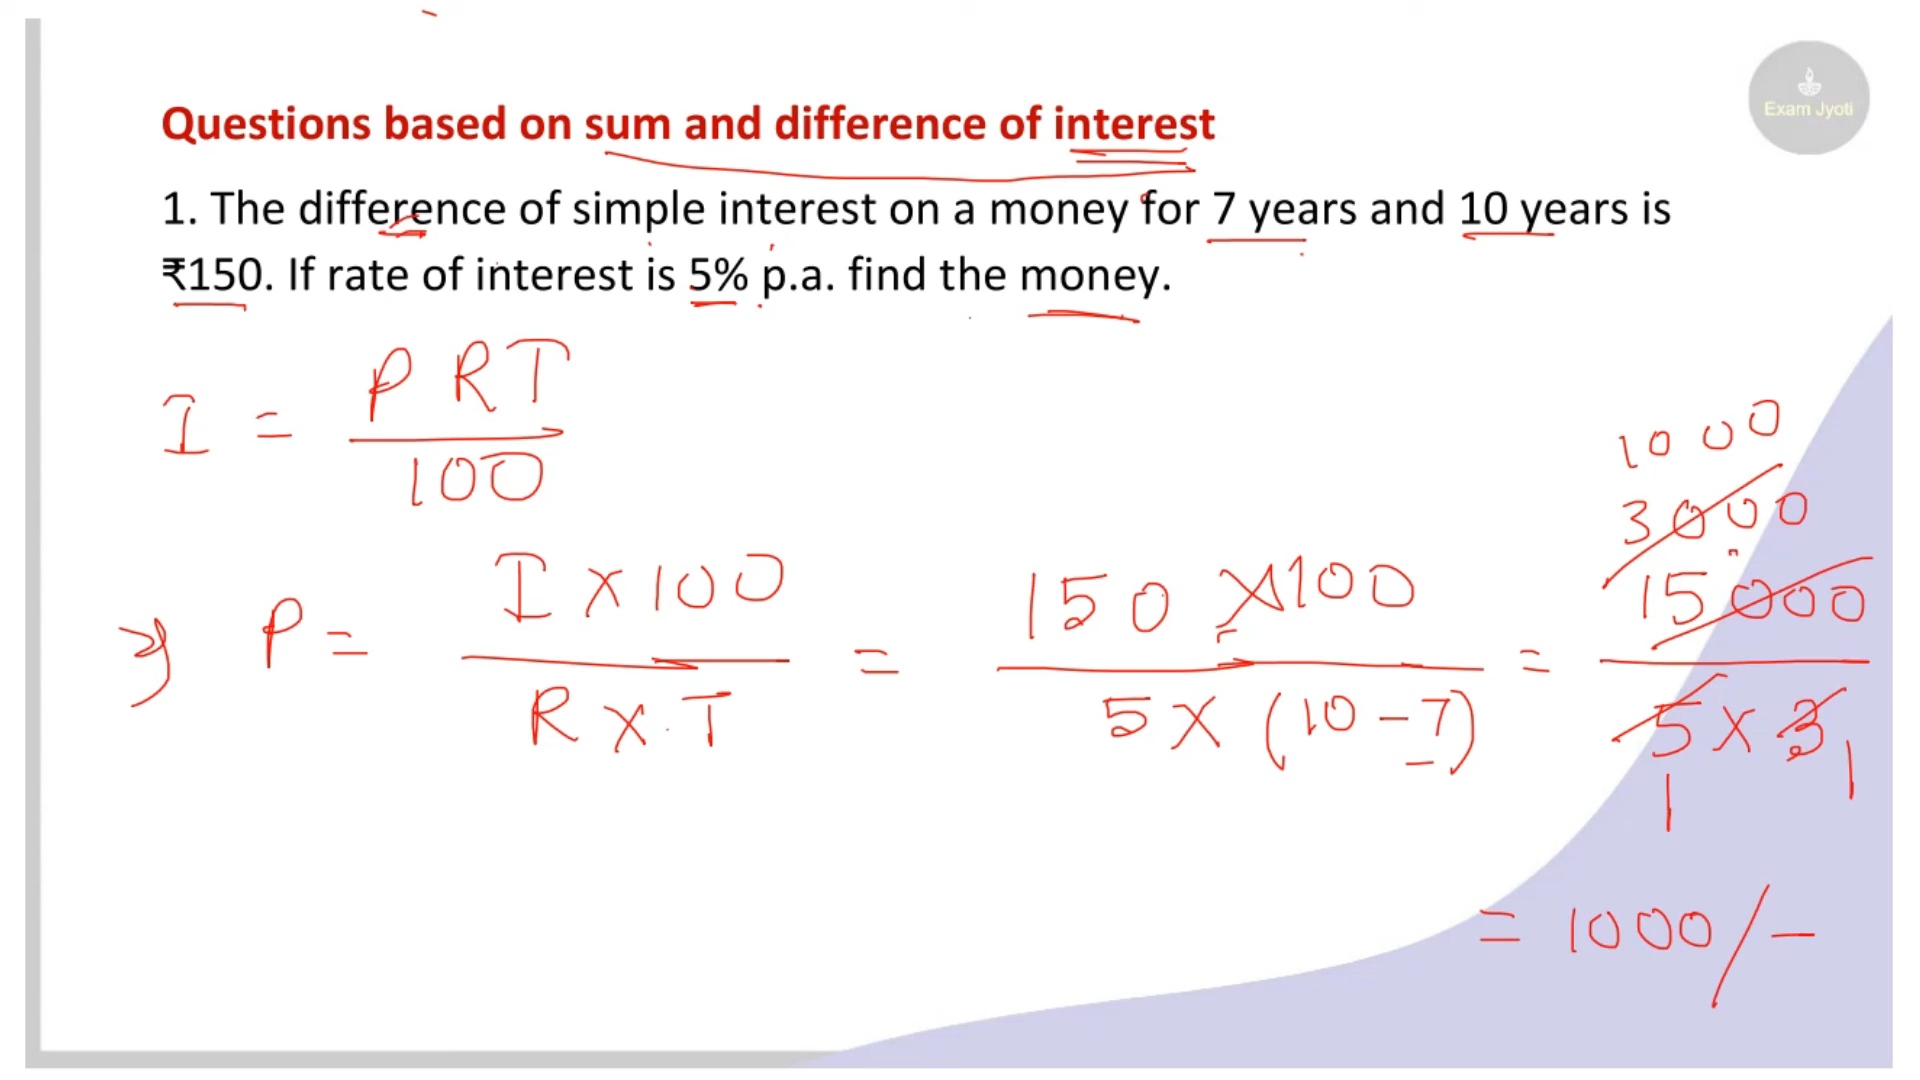 Exam Jyoti
Questions based on sum and difference of interest
1. The difference of simple interest on a money for 7 years and 10 years is
₹150. If rate of interest is 5% p.a. find the money.
I = PRT
100
1000
3000
⇒ P = I × 100 = 150 × 100 = 15000
R × T 5 × (10 - 7) 5 × 3
1 1
= 1000/-